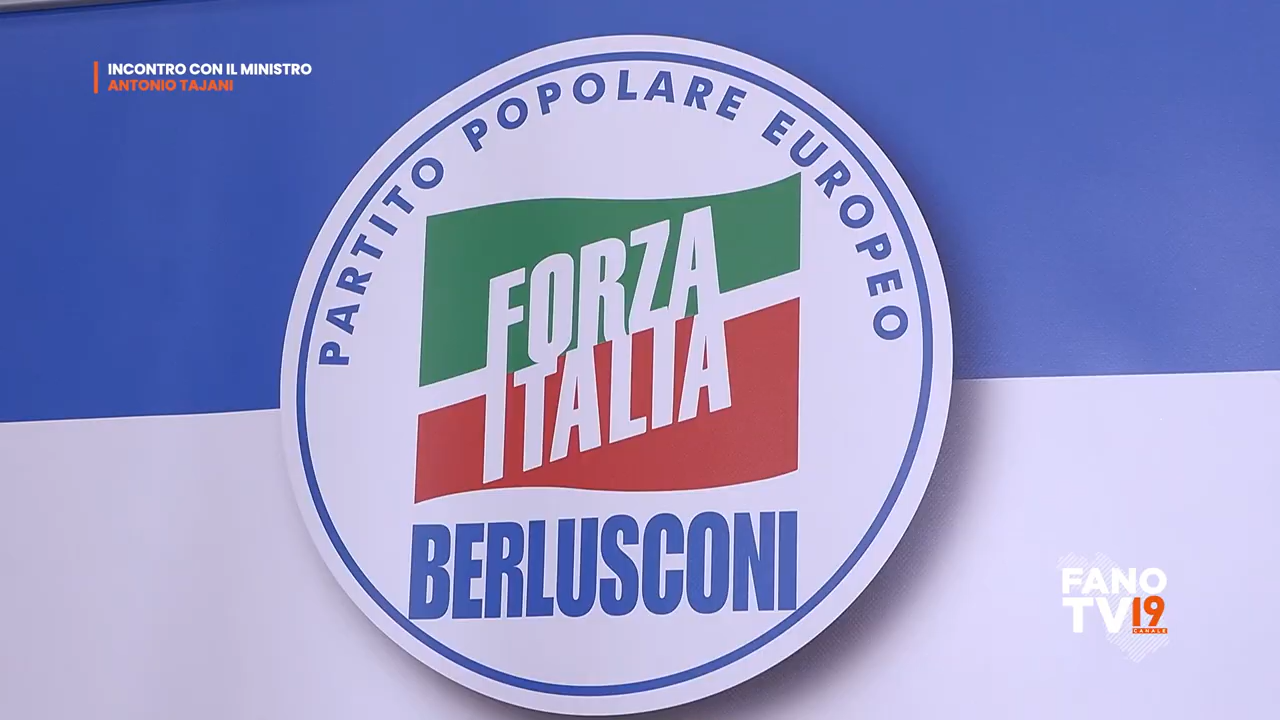 INCONTRO CON IL MINISTRO
ANTONIO TAJANI
PARTITO POPOLARE EUROPEO
FORZA
ITALIA
BERLUSCONI
FANO
TV19
CANALE